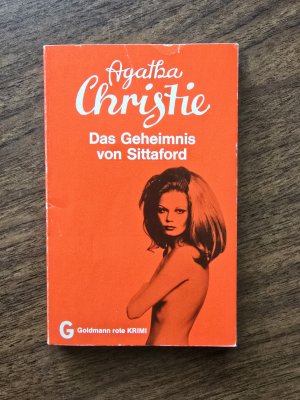 Agatha
Christie
Das Geheimnis
von Sittaford
G Goldmann rote KRIMI